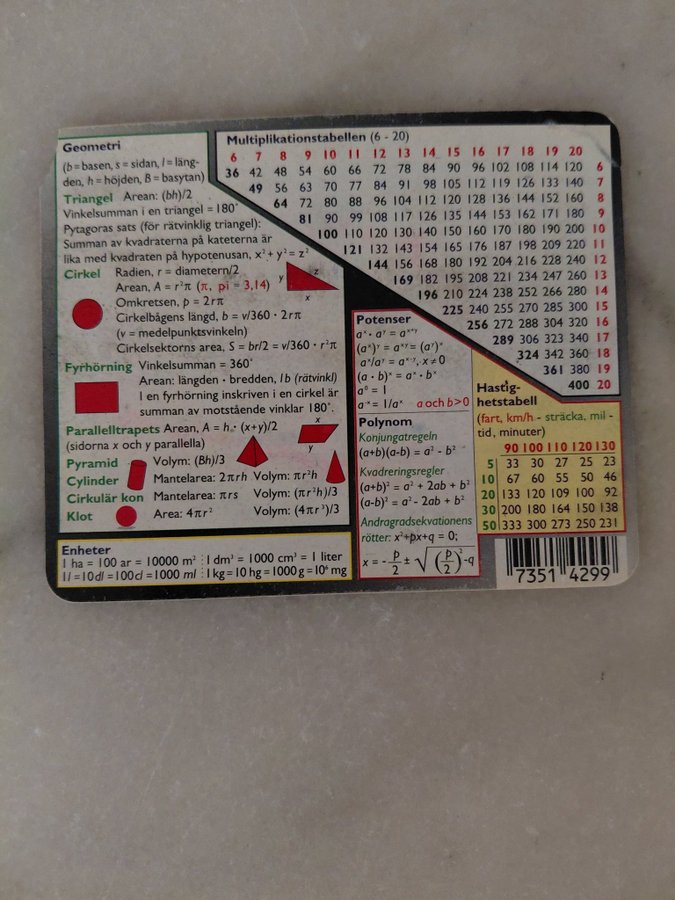 Geometri
(b = basen, s = sidan, l = läng-
den, h = höjden, B = basytan)
Triangel Arean: (bh)/2
Vinkelsumman i en triangel = 180°
Pytagoras sats (för rätvinklig triangel):
Summan av kvadraterna på kateterna är
lika med kvadraten på hypotenusan, x² + y² = z²
Cirkel Radien, r = diametern/2
Arean, A = r²π (π, pi = 3,14)
Omkretsen, p = 2rπ
Cirkelbågens längd, b = v/360 · 2rπ
(v = medelpunktsvinkeln)
Cirkelsektorns area, S = br/2 = v/360 · r²π
y z
x
Fyrhörning Vinkelsumman = 360°
Arean: längden · bredden, lb (rätvinkl)
I en fyrhörning inskriven i en cirkel är
summan av motstående vinklar 180°.
Parallelltrapets Arean, A = h · (x+y)/2
(sidorna x och y parallella)
x
y
Pyramid Volym: (Bh)/3
Cylinder Mantelarea: 2πrh Volym: πr²h
Cirkulär kon Mantelarea: πrs Volym: (πr²h)/3
Klot Area: 4πr² Volym: (4πr³)/3
Enheter
1 ha = 100 ar = 10000 m² 1 dm³ = 1000 cm³ = 1 liter
1 l = 10 dl = 100 cl = 1000 ml 1 kg = 10 hg = 1000 g = 10⁶ mg
Multiplikationstabellen (6 - 20)
6 7 8 9 10 11 12 13 14 15 16 17 18 19 20
36 42 48 54 60 66 72 78 84 90 96 102 108 114 120 6
49 56 63 70 77 84 91 98 105 112 119 126 133 140 7
64 72 80 88 96 104 112 120 128 136 144 152 160 8
81 90 99 108 117 126 135 144 153 162 171 180 9
100 110 120 130 140 150 160 170 180 190 200 10
121 132 143 154 165 176 187 198 209 220 11
144 156 168 180 192 204 216 228 240 12
169 182 195 208 221 234 247 260 13
196 210 224 238 252 266 280 14
225 240 255 270 285 300 15
256 272 288 304 320 16
289 306 323 340 17
324 342 360 18
361 380 19
400 20
Potenser
aˣ · aʸ = aˣ⁺ʸ
(aˣ)ʸ = aˣʸ = (aʸ)ˣ
aˣ/aʸ = aˣ⁻ʸ, x ≠ 0
(a · b)ˣ = aˣ · bˣ
a⁰ = 1
a⁻ˣ = 1/aˣ a och b>0
Polynom
Konjungatregeln
(a+b)(a-b) = a² - b²
Kvadreringsregler
(a+b)² = a² + 2ab + b²
(a-b)² = a² - 2ab + b²
Andragradsekvationens
rötter: x²+px+q = 0;
x = - p/2 ± √((p/2)² -q)
Hastig-
hetstabell
(fart, km/h - sträcka, mil -
tid, minuter)
90 100 110 120 130
5 33 30 27 25 23
10 67 60 55 50 46
20 133 120 109 100 92
30 200 180 164 150 138
50 333 300 273 250 231
7351 4299